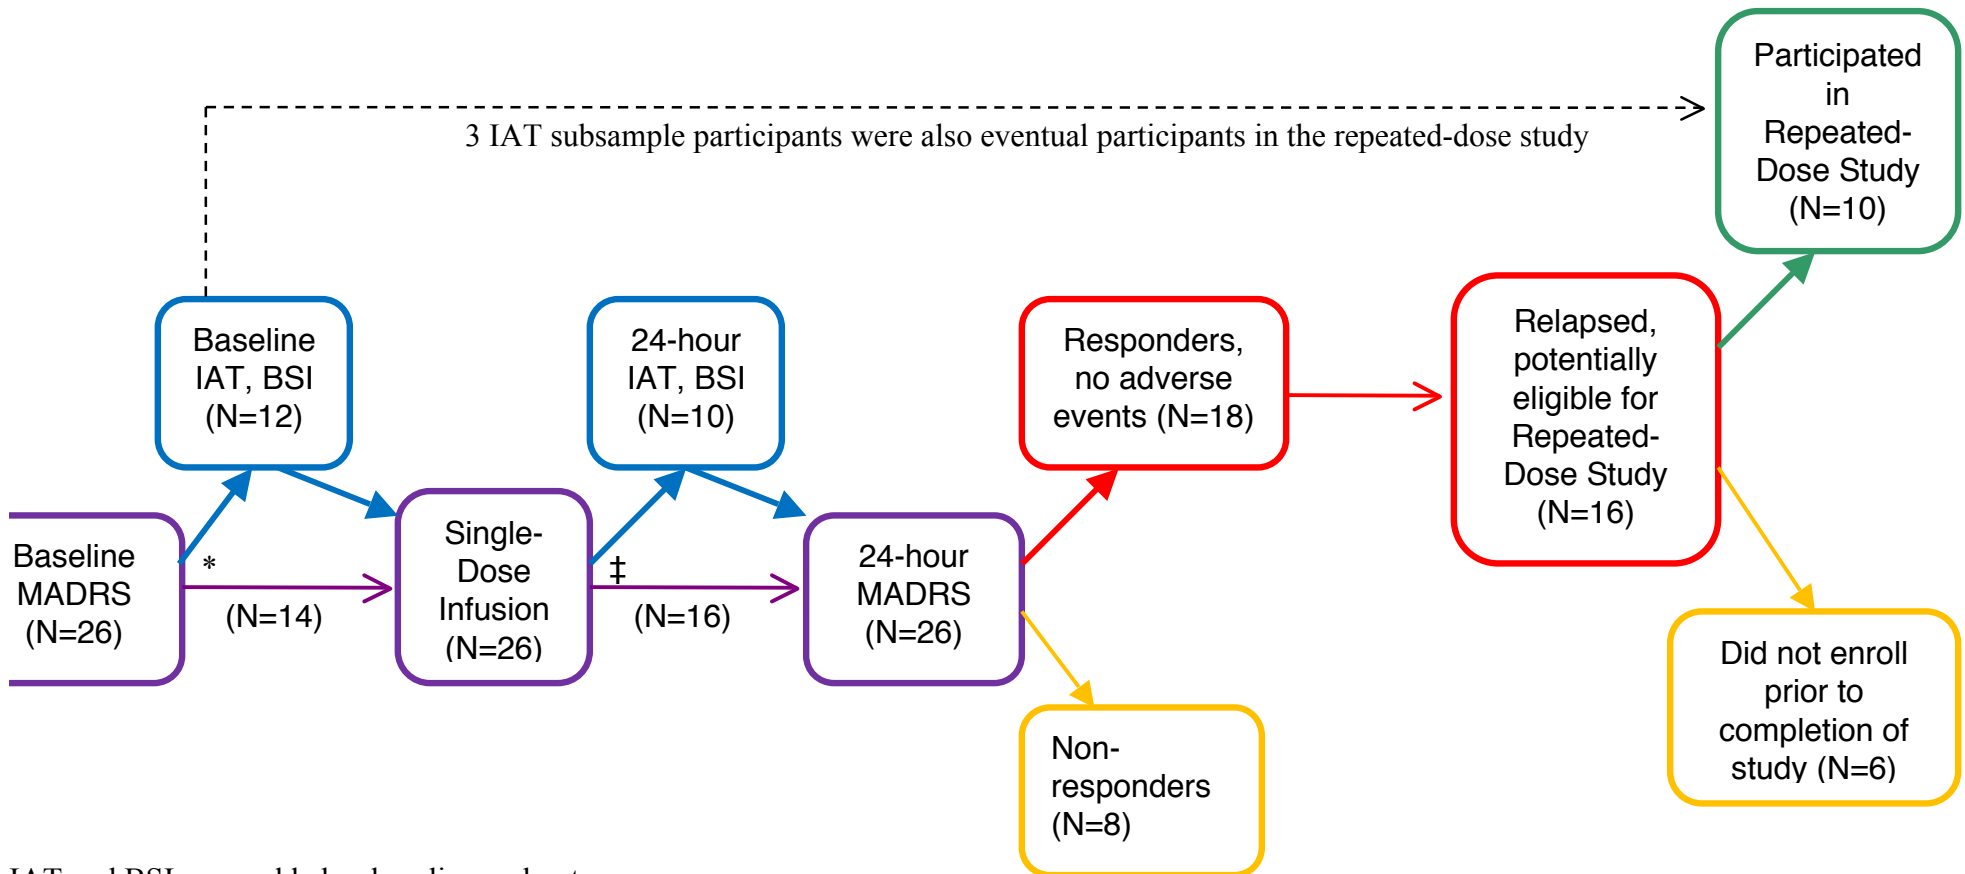 Participated
in
Repeated-
Dose Study
(N=10)
3 IAT subsample participants were also eventual participants in the repeated-dose study
Baseline
IAT, BSI
(N=12)
24-hour
IAT, BSI
(N=10)
Responders,
no adverse
events (N=18)
Relapsed,
potentially
eligible for
Repeated-
Dose Study
(N=16)
Baseline
MADRS
(N=26)
*
(N=14)
Single-
Dose
Infusion
(N=26)
‡
(N=16)
24-hour
MADRS
(N=26)
Non-
responders
(N=8)
Did not enroll
prior to
completion of
study (N=6)